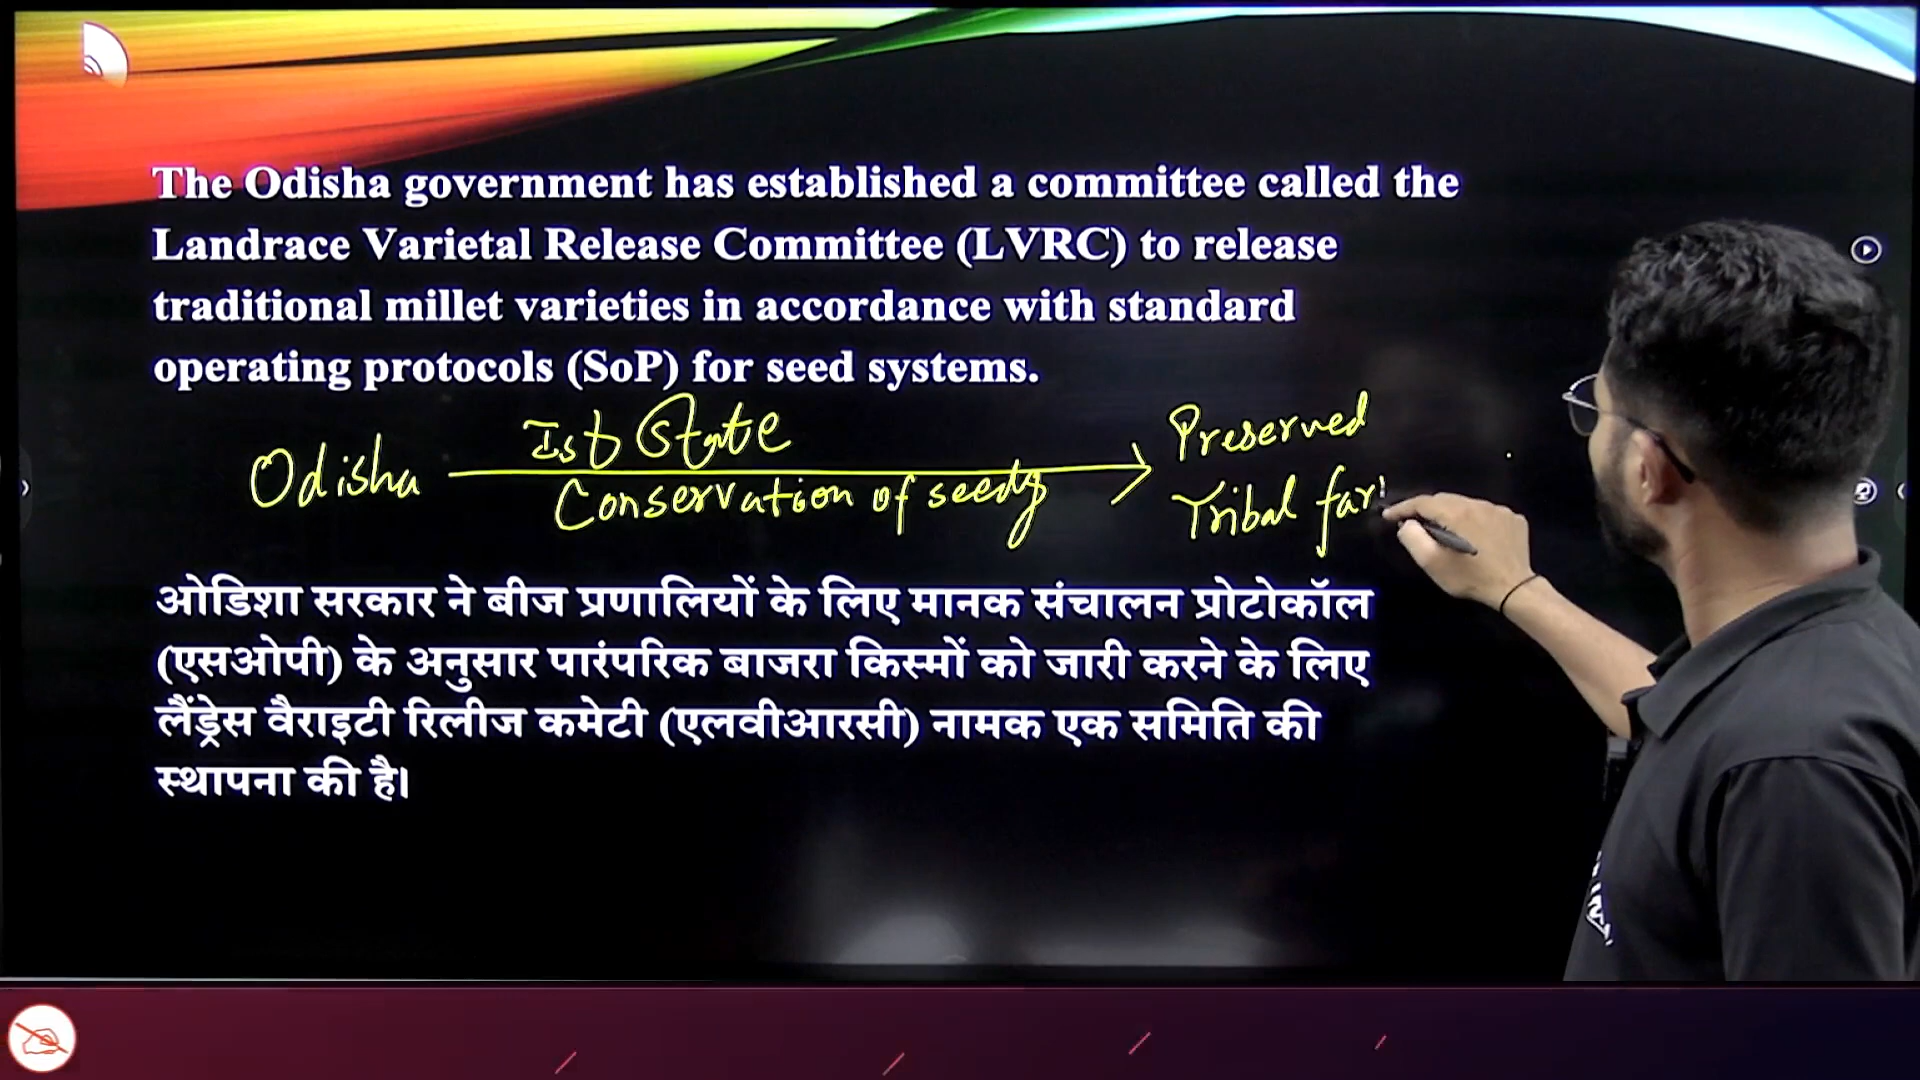 The Odisha government has established a committee called the
Landrace Varietal Release Committee (LVRC) to release
traditional millet varieties in accordance with standard
operating protocols (SoP) for seed systems.
Odisha
Ist State
Conservation of seeds
Preserved
Tribal far
ओडिशा सरकार ने बीज प्रणालियों के लिए मानक संचालन प्रोटोकॉल
(एसओपी) के अनुसार पारंपरिक बाजरा किस्मों को जारी करने के लिए
लैंड्रेस वैराइटी रिलीज कमेटी (एलवीआरसी) नामक एक समिति की
स्थापना की है।